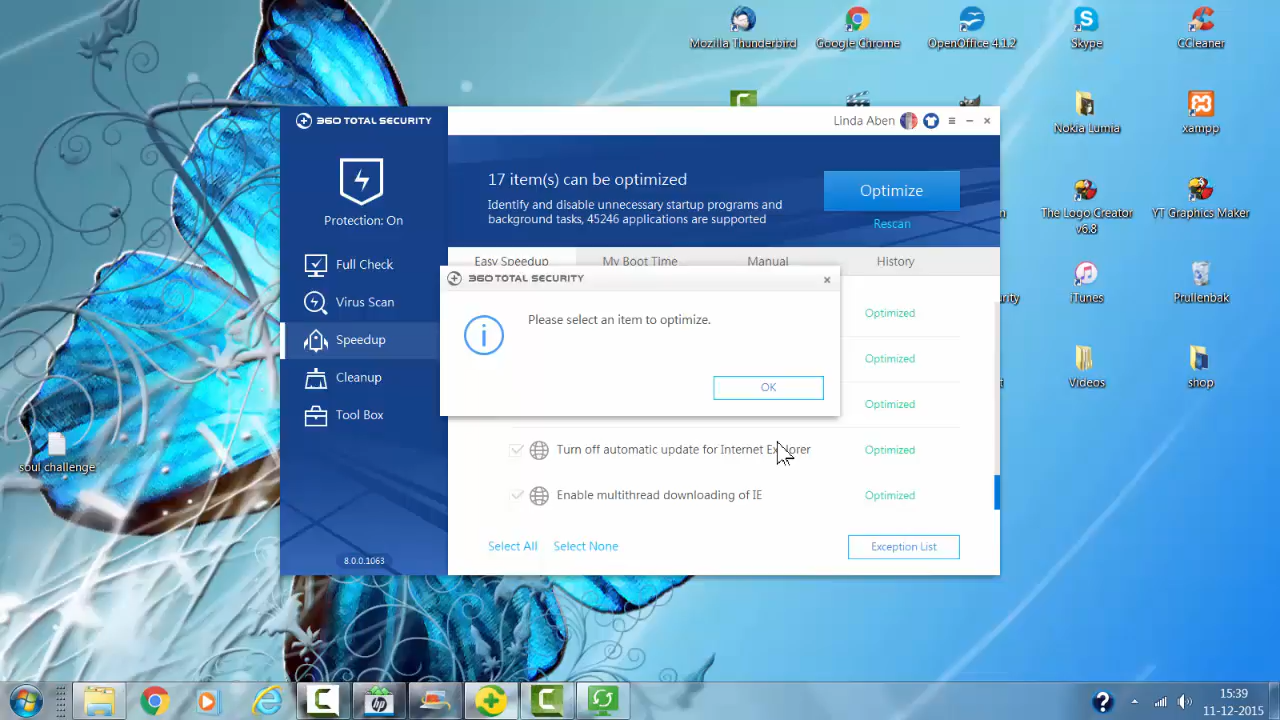 Mozilla Thunderbird
Google Chrome
OpenOffice 4.1.2
Skype
CCleaner
360 TOTAL SECURITY
Linda Aben
17 item(s) can be optimized
Optimize
Identify and disable unnecessary startup programs and
background tasks, 45246 applications are supported
Rescan
Protection: On
Nokia Lumia
xampp
The Logo Creator
v6.8
YT Graphics Maker
Easy Speedup
My Boot Time...
Manual
History
Full Check
Virus Scan
Speedup
Cleanup
Tool Box
360 TOTAL SECURITY
Please select an item to optimize.
OK
Optimized
Optimized
Optimized
Turn off automatic update for Internet Explorer
Optimized
Enable multithread downloading of IE
Optimized
Select All
Select None
Exception List
8.0.0.1063
iTunes
Prullenbak
Videos
shop
soul challenge
hp
15:39
11-12-2015